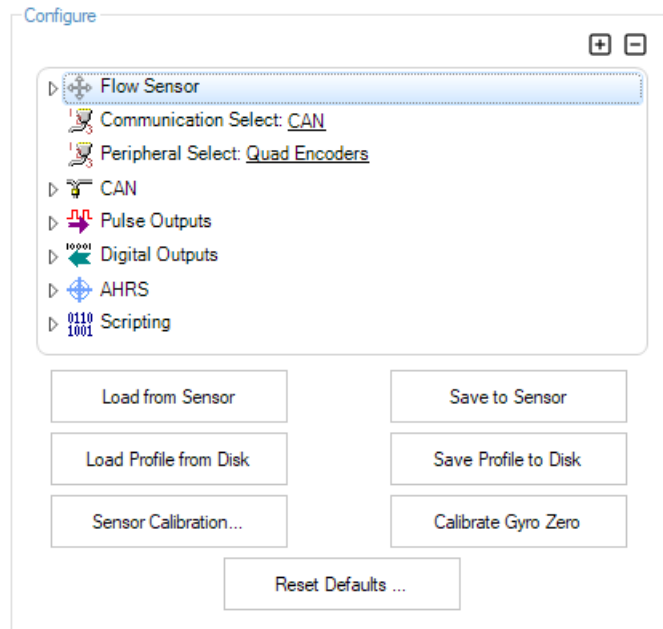 Configure
Flow Sensor
Communication Select: CAN
Peripheral Select: Quad Encoders
CAN
Pulse Outputs
Digital Outputs
AHRS
Scripting
Load from Sensor
Save to Sensor
Load Profile from Disk
Save Profile to Disk
Sensor Calibration...
Calibrate Gyro Zero
Reset Defaults ...